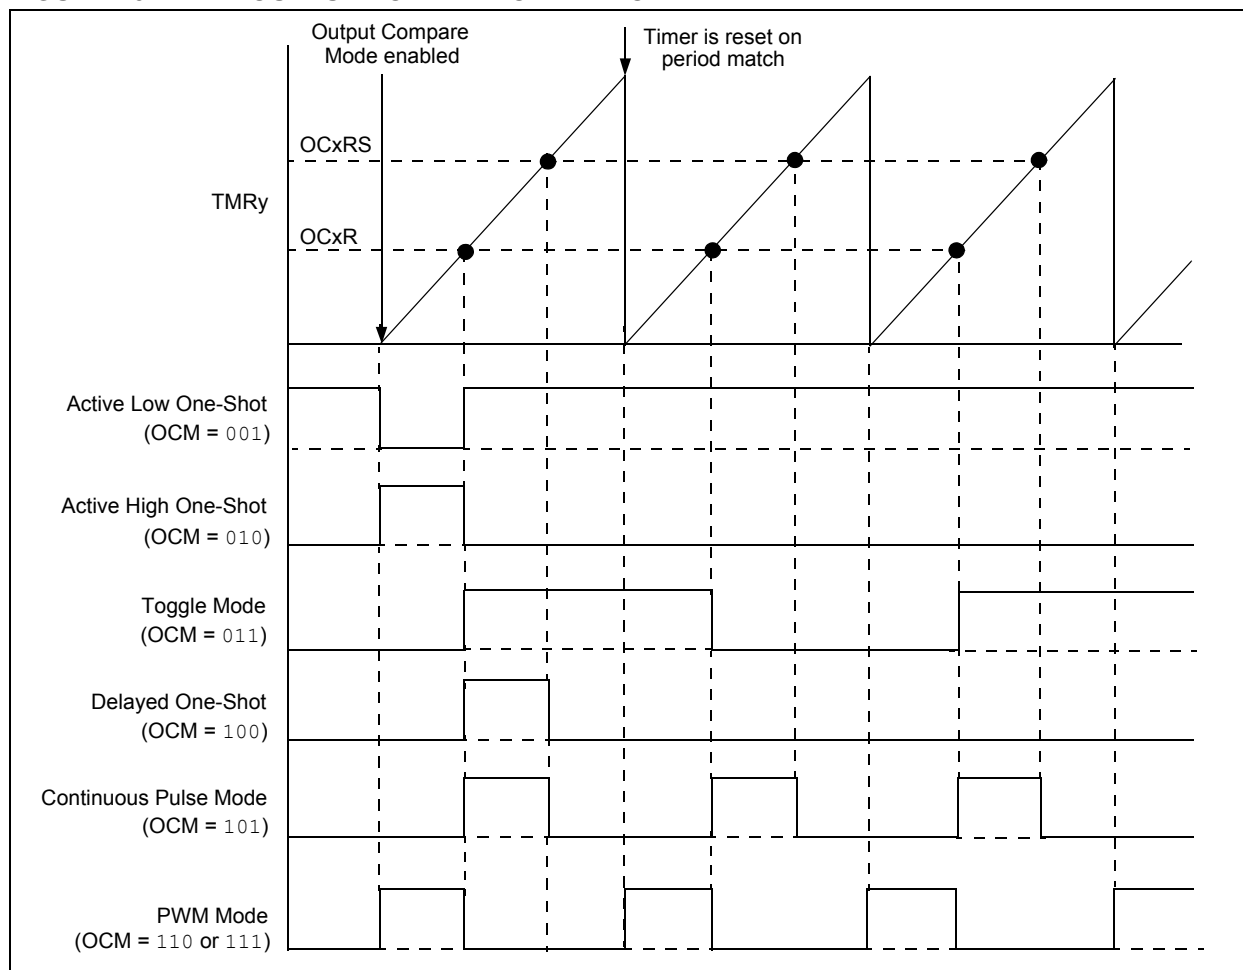 Output Compare
Mode enabled
Timer is reset on
period match
OCxRS
TMRy
OCxR
Active Low One-Shot
(OCM = 001)
Active High One-Shot
(OCM = 010)
Toggle Mode
(OCM = 011)
Delayed One-Shot
(OCM = 100)
Continuous Pulse Mode
(OCM = 101)
PWM Mode
(OCM = 110 or 111)